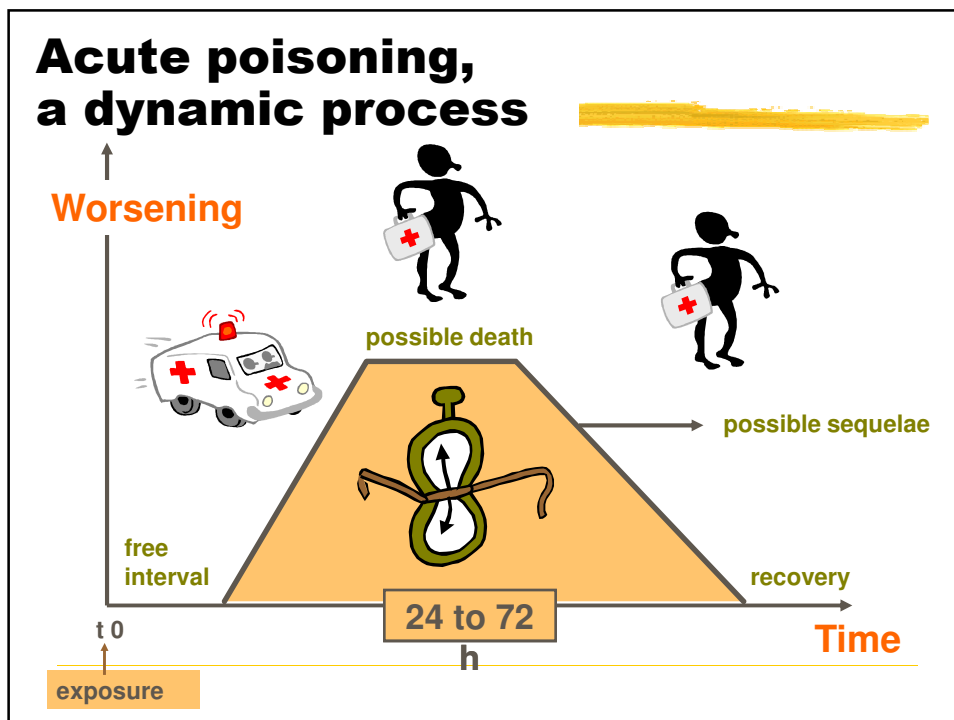 Acute poisoning,
a dynamic process
Worsening
possible death
possible sequelae
free
interval
recovery
24 to 72
h
t 0
Time
exposure